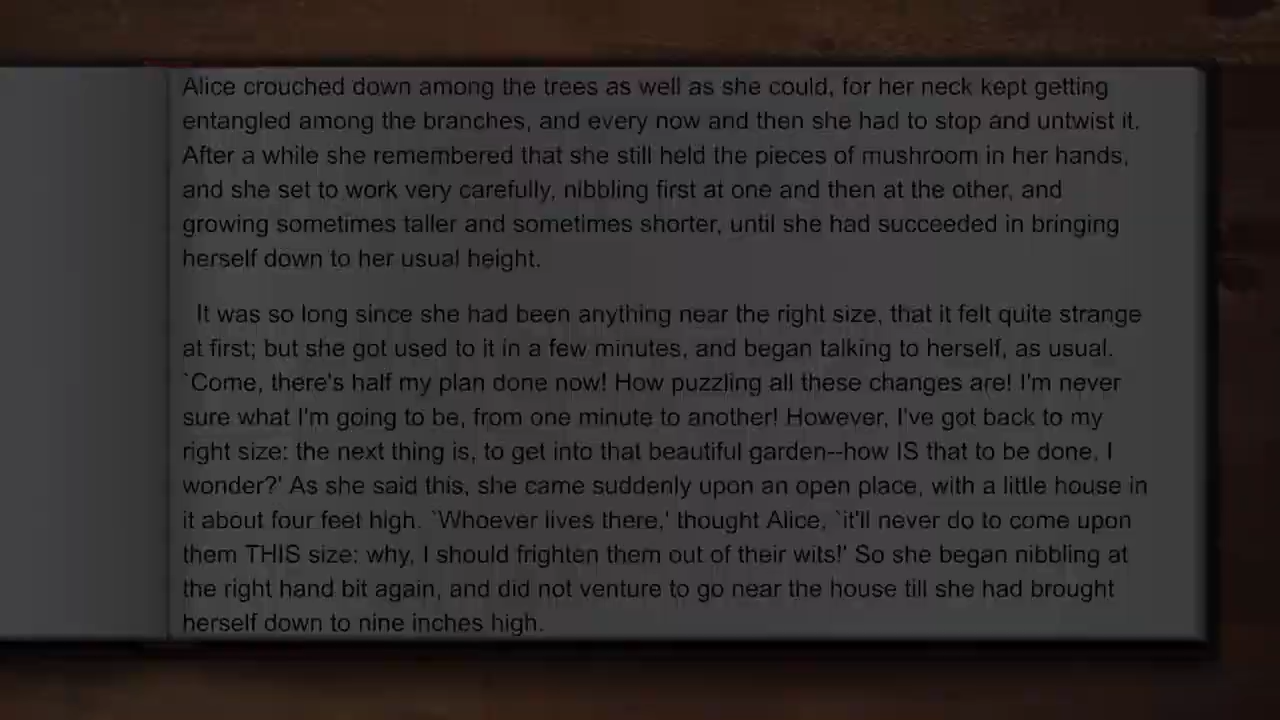 Alice crouched down among the trees as well as she could, for her neck kept getting
entangled among the branches, and every now and then she had to stop and untwist it.
After a while she remembered that she still held the pieces of mushroom in her hands,
and she set to work very carefully, nibbling first at one and then at the other, and
growing sometimes taller and sometimes shorter, until she had succeeded in bringing
herself down to her usual height.
It was so long since she had been anything near the right size, that it felt quite strange
at first; but she got used to it in a few minutes, and began talking to herself, as usual.
`Come, there's half my plan done now! How puzzling all these changes are! I'm never
sure what I'm going to be, from one minute to another! However, I've got back to my
right size: the next thing is, to get into that beautiful garden--how IS that to be done, I
wonder?' As she said this, she came suddenly upon an open place, with a little house in
it about four feet high. `Whoever lives there,' thought Alice, `it'll never do to come upon
them THIS size: why, I should frighten them out of their wits!' So she began nibbling at
the right hand bit again, and did not venture to go near the house till she had brought
herself down to nine inches high.